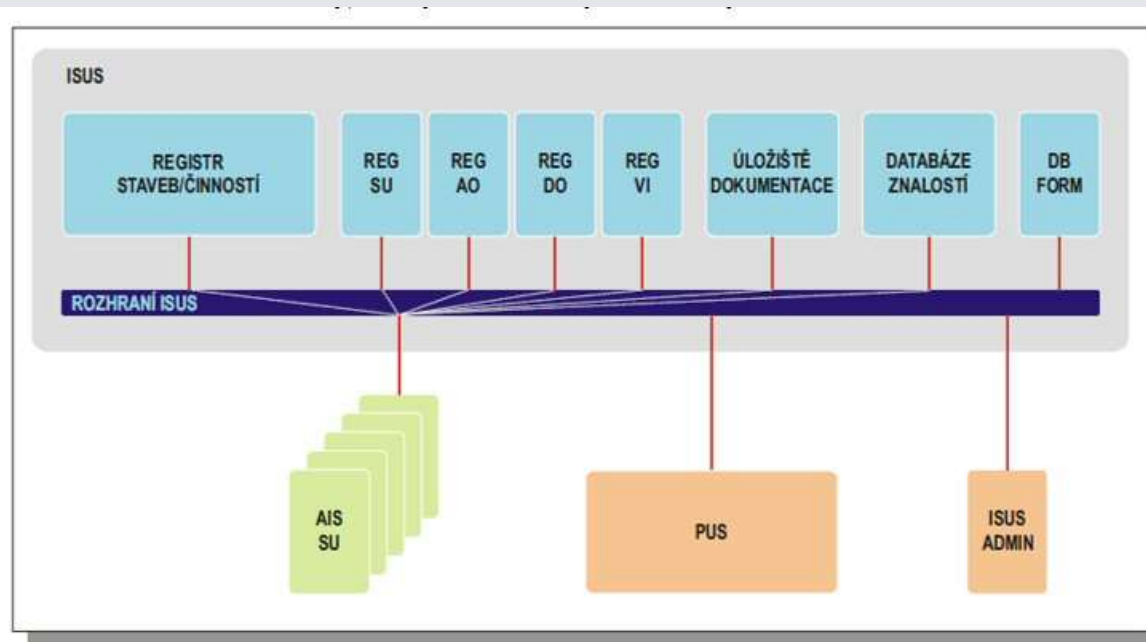 ISUS
REGISTR
STAVEB/ČINNOSTÍ
REG
SU
REG
AO
REG
DO
REG
VI
ÚLOŽIŠTĚ
DOKUMENTACE
DATABÁZE
ZNALOSTÍ
DB
FORM
ROZHRANÍ ISUS
AIS
SU
PUS
ISUS
ADMIN